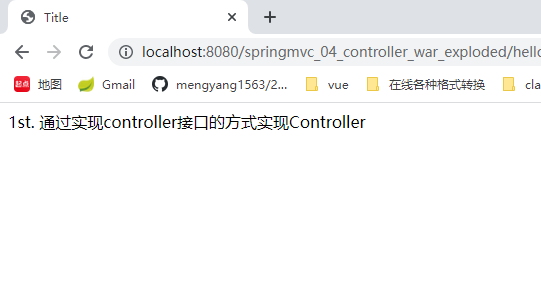 Title
localhost:8080/springmvc_04_controller_war_exploded/hello
起点 地图 Gmail mengyang1563/2... vue 在线各种格式转换 cla
1st. 通过实现controller接口的方式实现Controller